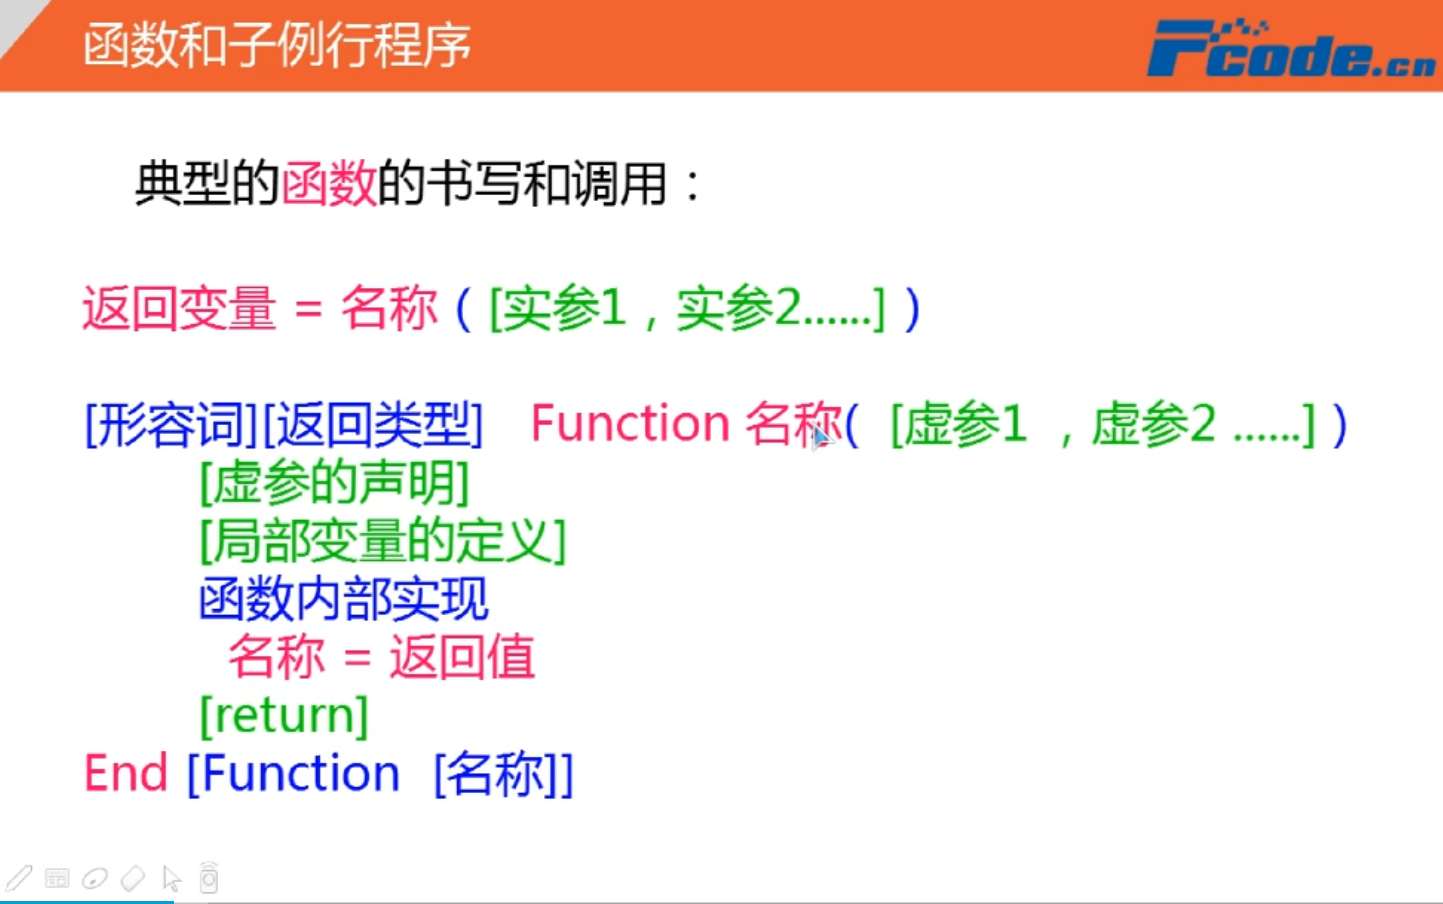 函数和子例行程序
Fcode.cn
典型的函数的书写和调用：
返回变量 = 名称 ( [实参1，实参2......] )
[形容词][返回类型] Function 名称( [虚参1 ，虚参2 ......] )
[虚参的声明]
[局部变量的定义]
函数内部实现
名称 = 返回值
[return]
End [Function [名称]]